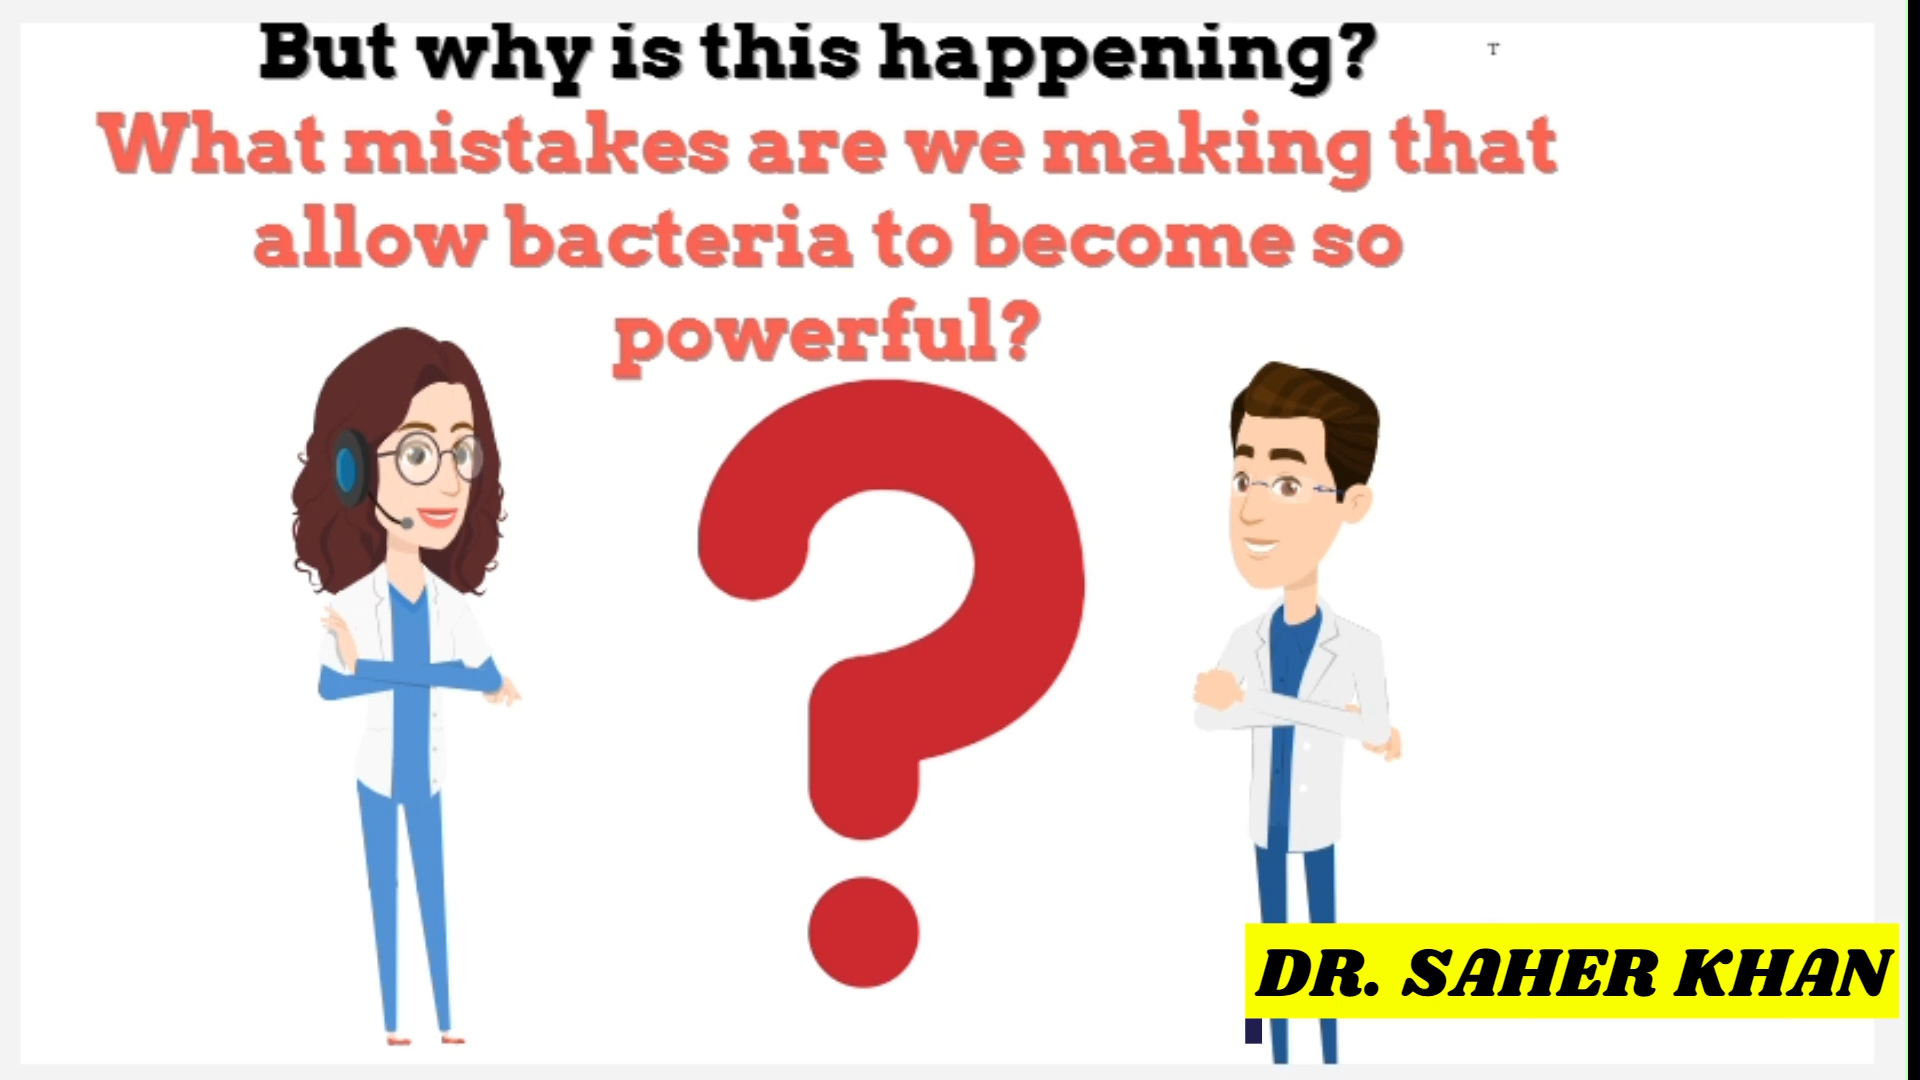 But why is this happening?
T
What mistakes are we making that
allow bacteria to become so
powerful?
DR. SAHER KHAN